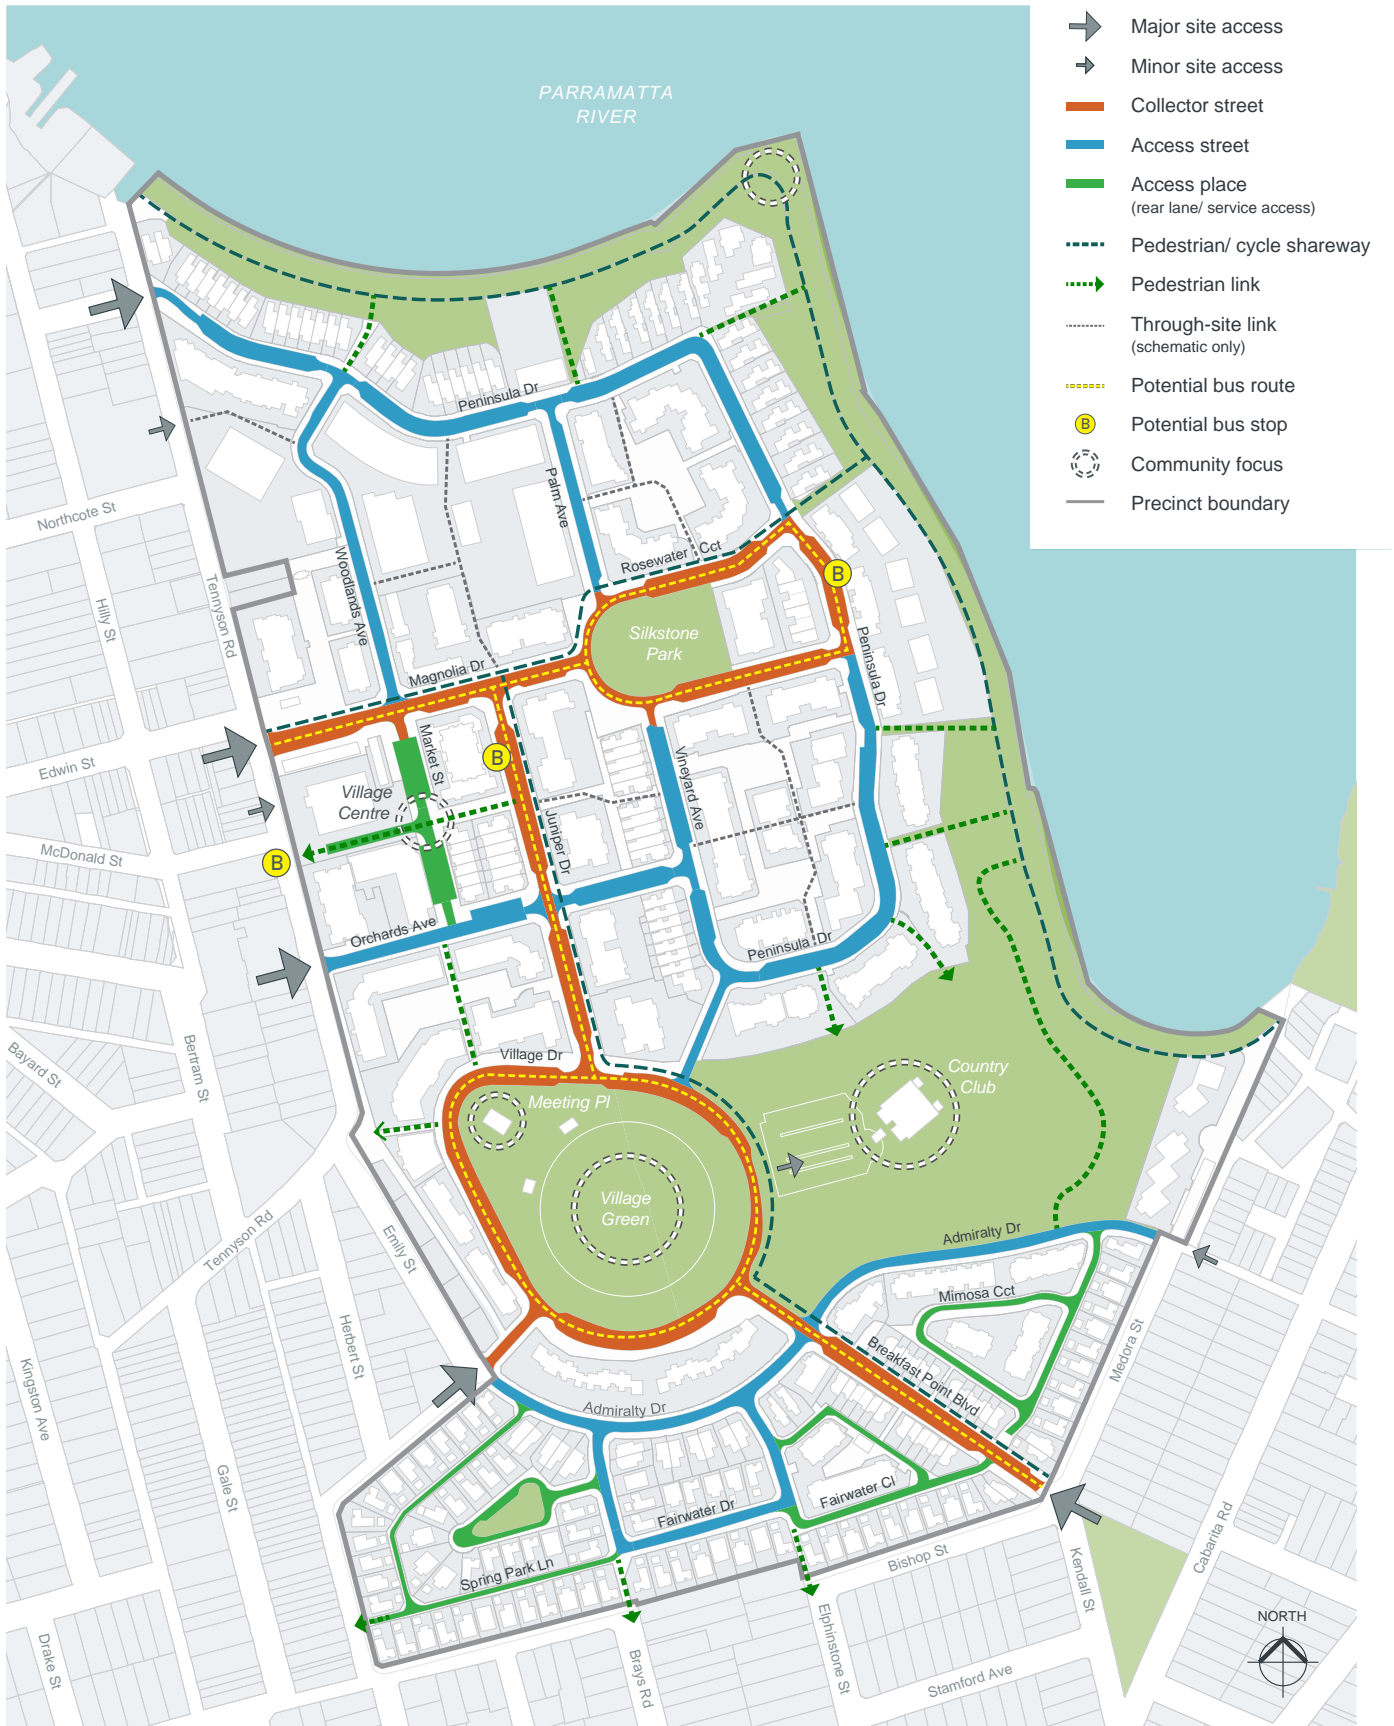 Major site access
Minor site access
Collector street
Access street
Access place
(rear lane/ service access)
Pedestrian/ cycle shareway
Pedestrian link
Through-site link
(schematic only)
Potential bus route
B
Potential bus stop
Community focus
Precinct boundary
PARRAMATTA
RIVER
Peninsula Dr
Palm Ave
Northcote St
Rosewater Cct
Woodlands Ave
B
Hilly St
Tennyson Rd
Silkstone
Park
Peninsula Dr
Magnolia Dr
Market St
B
Edwin St
Village
Centre
Vineyard Ave
Juniper Dr
McDonald St
B
Orchards Ave
Peninsula Dr
Bayard St
Bertram St
Village Dr
Country
Club
Meeting Pl
Village
Green
Tennyson Rd
Emily St
Admiralty Dr
Mimosa Cct
Herbert St
Medora St
Kingston Ave
Breakfast Point Blvd
Admiralty Dr
Gale St
Fairwater Cl
Fairwater Dr
Cabarita Rd
Bishop St
Spring Park Ln
Kendall St
NORTH
Drake St
Brays Rd
Elphinstone St
Stamford Ave